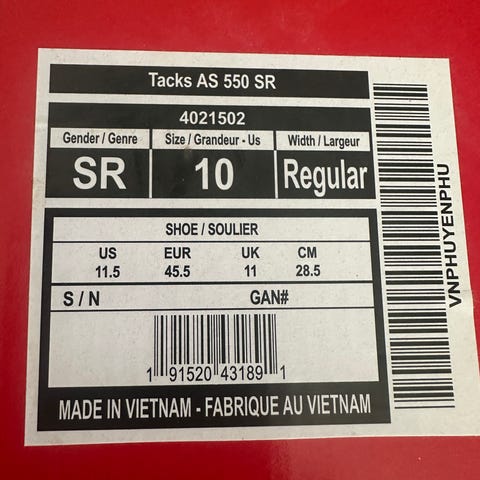 Tacks AS 550 SR
4021502
Gender / Genre Size / Grandeur - Us Width / Largeur
SR 10 Regular
SHOE / SOULIER
US EUR UK CM
11.5 45.5 11 28.5
S / N GAN#
1 91520 43189 1
MADE IN VIETNAM - FABRIQUE AU VIETNAM
VNPHUYENPHU